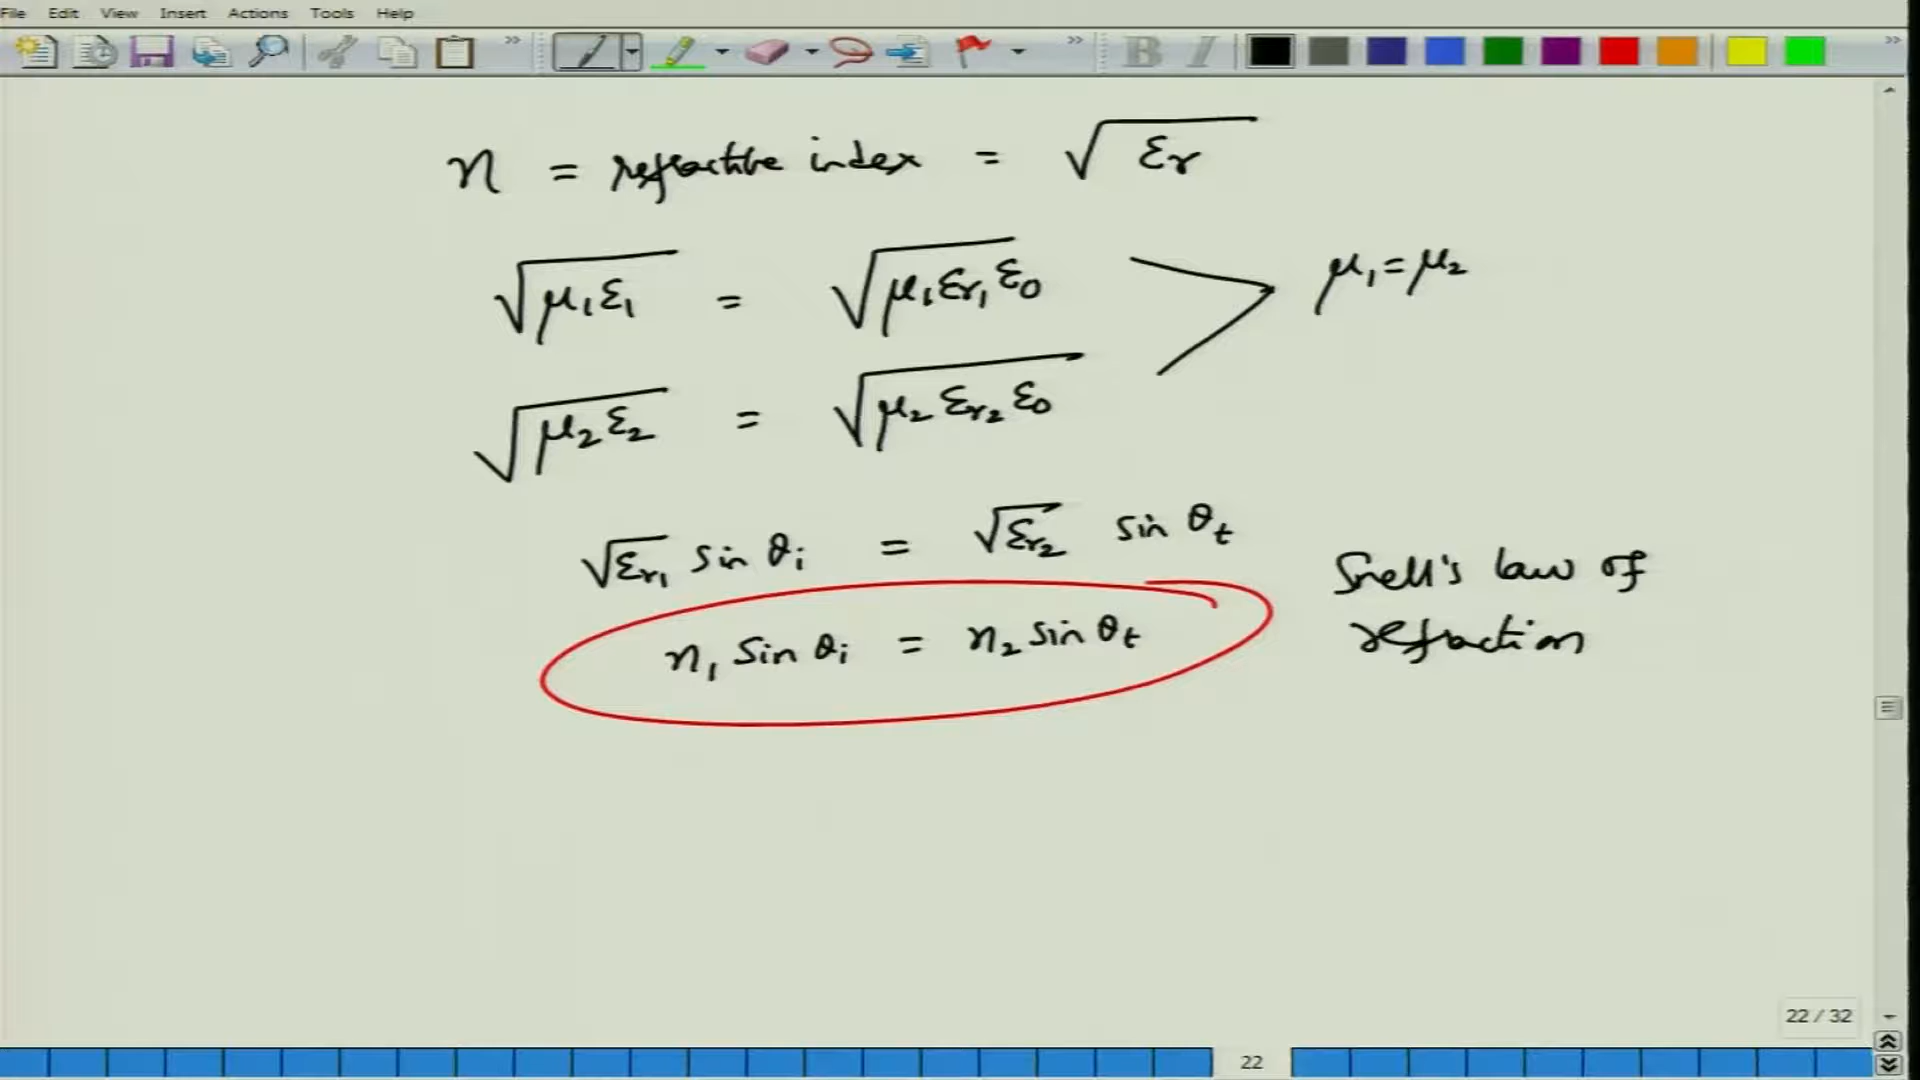 File Edit View Insert Actions Tools Help
B I
n = refractive index = √εr
√μ₁ε₁ = √μ₁εr₁ε₀
μ₁ = μ₂
√μ₂ε₂ = √μ₂εr₂ε₀
√εr₁ sin θi = √εr₂ sin θt
Snell's law of
refraction
n₁ sin θi = n₂ sin θt
22 / 32
22